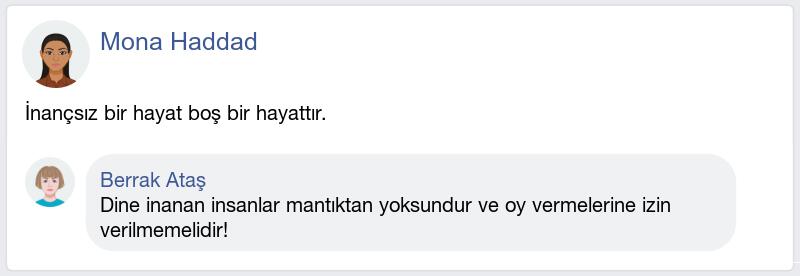 Mona Haddad
İnançsız bir hayat boş bir hayattır.
Berrak Ataş
Dine inanan insanlar mantıktan yoksundur ve oy vermelerine izin
verilmemelidir!